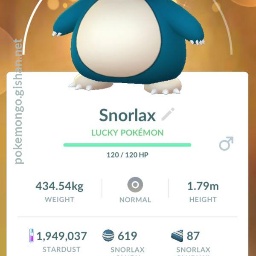 pokemongo.gishan.net
Snorlax
LUCKY POKÉMON
120 / 120 HP
434.54kg
WEIGHT
NORMAL
1.79m
HEIGHT
1,949,037
STARDUST
619
SNORLAX
87
SNORLAX